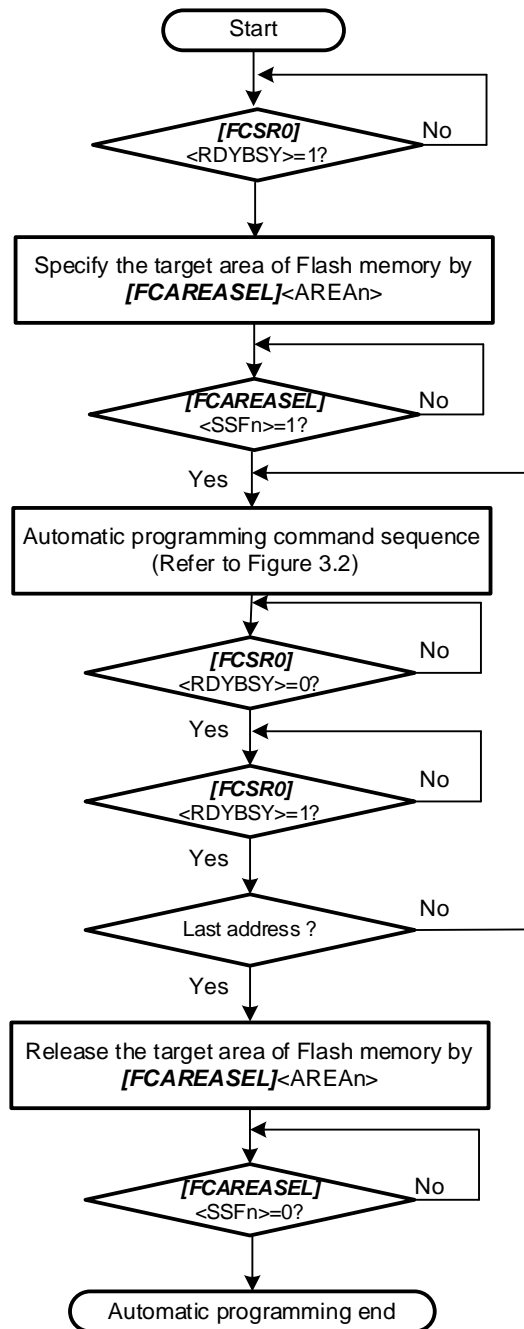 Start
[FCSR0]
<RDYBSY>=1?
No
Specify the target area of Flash memory by
[FCAREASEL]<AREAn>
[FCAREASEL]
<SSFn>=1?
No
Yes
Automatic programming command sequence
(Refer to Figure 3.2)
[FCSR0]
<RDYBSY>=0?
No
Yes
[FCSR0]
<RDYBSY>=1?
No
Yes
Last address ?
No
Yes
Release the target area of Flash memory by
[FCAREASEL]<AREAn>
[FCAREASEL]
<SSFn>=0?
No
Automatic programming end